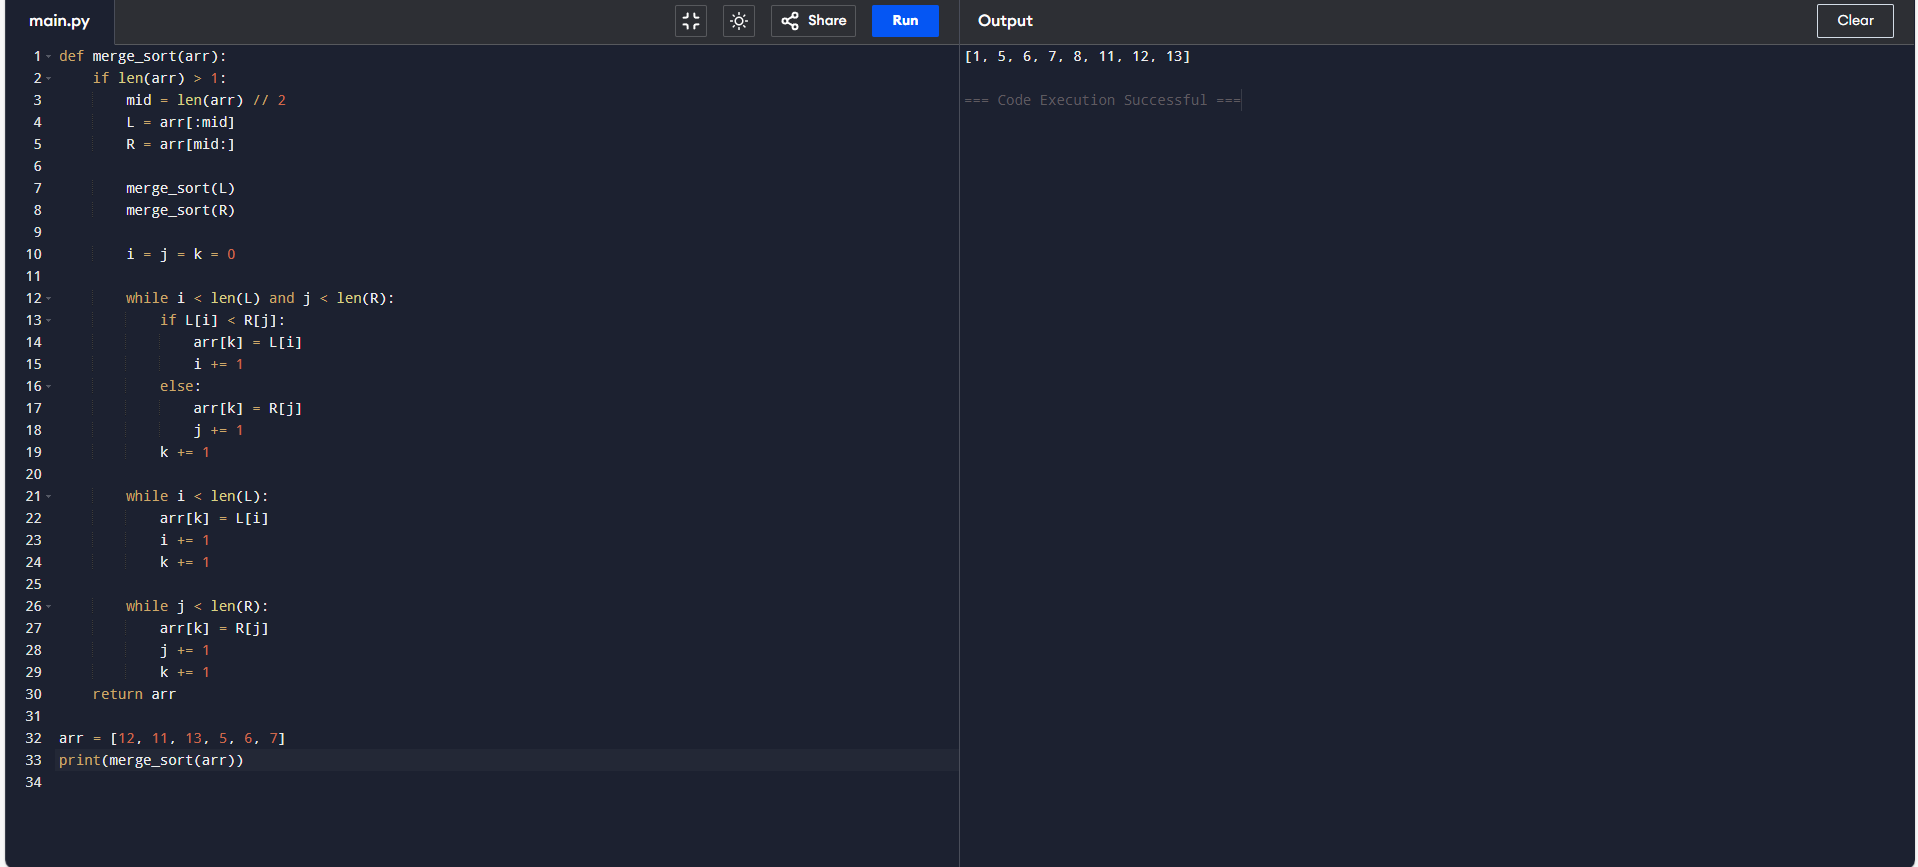 main.py
Share
Run
Output
Clear
1 def merge_sort(arr):
2     if len(arr) > 1:
3         mid = len(arr) // 2
4         L = arr[:mid]
5         R = arr[mid:]
6
7         merge_sort(L)
8         merge_sort(R)
9
10         i = j = k = 0
11
12         while i < len(L) and j < len(R):
13             if L[i] < R[j]:
14                 arr[k] = L[i]
15                 i += 1
16             else:
17                 arr[k] = R[j]
18                 j += 1
19             k += 1
20
21         while i < len(L):
22             arr[k] = L[i]
23             i += 1
24             k += 1
25
26         while j < len(R):
27             arr[k] = R[j]
28             j += 1
29             k += 1
30     return arr
31
32 arr = [12, 11, 13, 5, 6, 7]
33 print(merge_sort(arr))
34
[1, 5, 6, 7, 8, 11, 12, 13]
=== Code Execution Successful ===